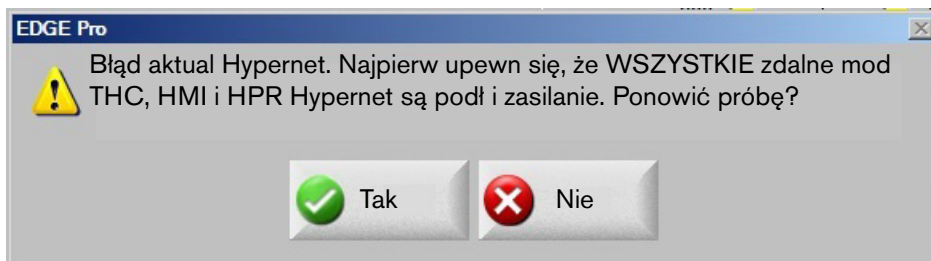 EDGE Pro
Błąd aktual Hypernet. Najpierw upewn się, że WSZYSTKIE zdalne mod
THC, HMI i HPR Hypernet są podł i zasilanie. Ponowić próbę?
Tak
Nie